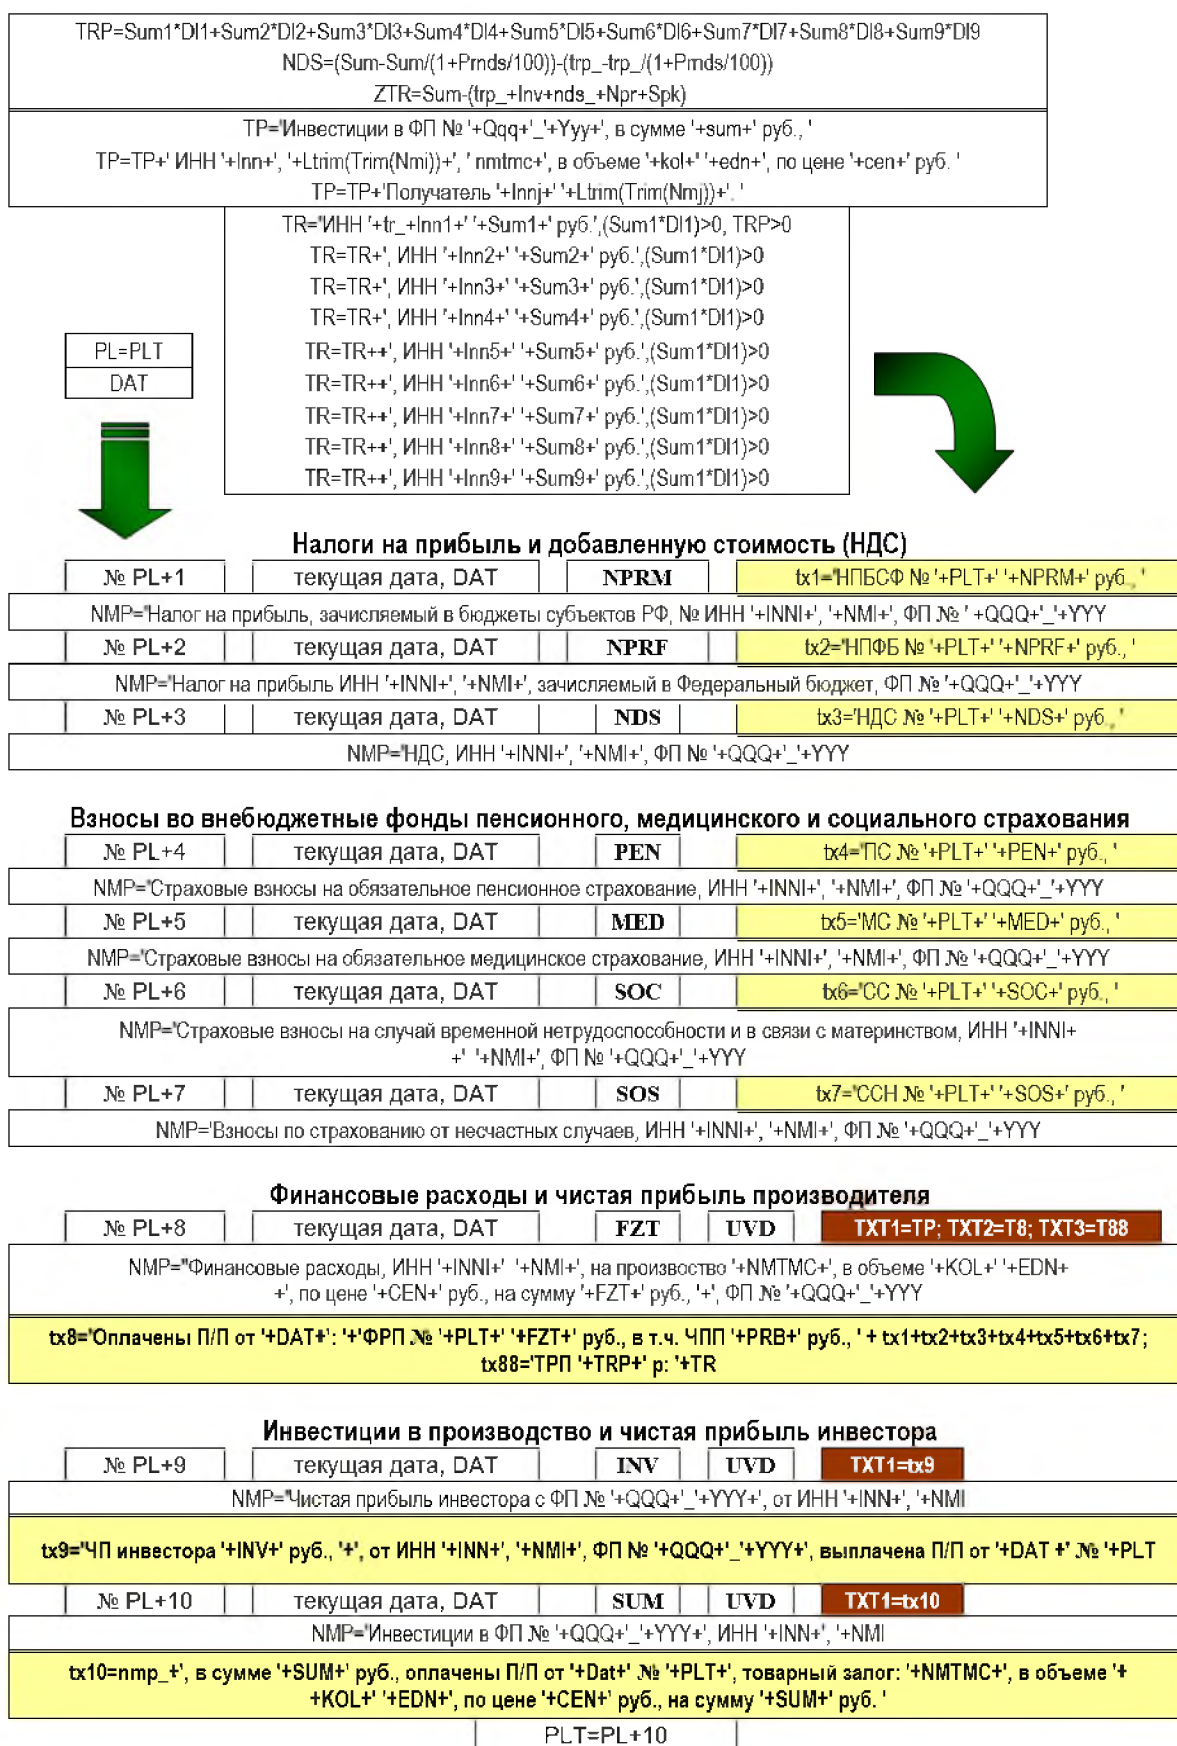 TRP=Sum1*Dl1+Sum2*Dl2+Sum3*Dl3+Sum4*Dl4+Sum5*Dl5+Sum6*Dl6+Sum7*Dl7+Sum8*Dl8+Sum9*Dl9
NDS=(Sum-Sum/(1+Prnds/100))-(trp_-trp_/(1+Prnds/100))
ZTR=Sum-(trp_+Inv+nds_+Npr+Spk)
TP='Инвестиции в ФП № '+Qqq+'_'+Yyy+', в сумме '+sum+' руб., '
TP=TP+' ИНН '+Inn+', '+Ltrim(Trim(Nmi))+', ' nmtmc+', в объеме '+kol+' '+edn+', по цене '+cen+' руб. '
TP=TP+'Получатель '+Innj+' '+Ltrim(Trim(Nmj))+'. '
TR='ИНН '+tr_+Inn1+' '+Sum1+' руб.',(Sum1*Dl1)>0, TRP>0
TR=TR+', ИНН '+Inn2+' '+Sum2+' руб.',(Sum1*Dl1)>0
TR=TR+', ИНН '+Inn3+' '+Sum3+' руб.',(Sum1*Dl1)>0
TR=TR+', ИНН '+Inn4+' '+Sum4+' руб.',(Sum1*Dl1)>0
PL=PLT
TR=TR++', ИНН '+Inn5+' '+Sum5+' руб.',(Sum1*Dl1)>0
DAT
TR=TR++', ИНН '+Inn6+' '+Sum6+' руб.',(Sum1*Dl1)>0
TR=TR++', ИНН '+Inn7+' '+Sum7+' руб.',(Sum1*Dl1)>0
TR=TR++', ИНН '+Inn8+' '+Sum8+' руб.',(Sum1*Dl1)>0
TR=TR++', ИНН '+Inn9+' '+Sum9+' руб.',(Sum1*Dl1)>0
Налоги на прибыль и добавленную стоимость (НДС)
№ PL+1 текущая дата, DAT NPRM tx1='НПБСФ № '+PLT+' '+NPRM+' руб., '
NMP='Налог на прибыль, зачисляемый в бюджеты субъектов РФ, № ИНН '+INNI+', '+NMI+', ФП № ' +QQQ+'_'+YYY
№ PL+2 текущая дата, DAT NPRF tx2='НПФБ № '+PLT+' '+NPRF+' руб., '
NMP='Налог на прибыль ИНН '+INNI+', '+NMI+', зачисляемый в Федеральный бюджет, ФП № '+QQQ+'_'+YYY
№ PL+3 текущая дата, DAT NDS tx3='НДС № '+PLT+' '+NDS+' руб., '
NMP='НДС, ИНН '+INNI+', '+NMI+', ФП № '+QQQ+'_'+YYY
Взносы во внебюджетные фонды пенсионного, медицинского и социального страхования
№ PL+4 текущая дата, DAT PEN tx4='ПС № '+PLT+' '+PEN+' руб., '
NMP='Страховые взносы на обязательное пенсионное страхование, ИНН '+INNI+', '+NMI+', ФП № '+QQQ+'_'+YYY
№ PL+5 текущая дата, DAT MED tx5='МС № '+PLT+' '+MED+' руб., '
NMP='Страховые взносы на обязательное медицинское страхование, ИНН '+INNI+', '+NMI+', ФП № '+QQQ+'_'+YYY
№ PL+6 текущая дата, DAT SOC tx6='СС № '+PLT+' '+SOC+' руб., '
NMP='Страховые взносы на случай временной нетрудоспособности и в связи с материнством, ИНН '+INNI+
+' '+NMI+', ФП № '+QQQ+'_'+YYY
№ PL+7 текущая дата, DAT SOS tx7='ССН № '+PLT+' '+SOS+' руб., '
NMP='Взносы по страхованию от несчастных случаев, ИНН '+INNI+', '+NMI+', ФП № '+QQQ+'_'+YYY
Финансовые расходы и чистая прибыль производителя
№ PL+8 текущая дата, DAT FZT UVD TXT1=TP; TXT2=T8; TXT3=T88
NMP="Финансовые расходы, ИНН '+INNI+' '+NMI+', на произвоство '+NMTMC+', в объеме '+KOL+' '+EDN+
+', по цене '+CEN+' руб., на сумму '+FZT+' руб., '+', ФП № '+QQQ+'_'+YYY
tx8='Оплачены П/П от '+DAT+': '+'ФРП № '+PLT+' '+FZT+' руб., в т.ч. ЧПП '+PRB+' руб., ' + tx1+tx2+tx3+tx4+tx5+tx6+tx7;
tx88='ТРП '+TRP+' р: '+TR
Инвестиции в производство и чистая прибыль инвестора
№ PL+9 текущая дата, DAT INV UVD TXT1=tx9
NMP='Чистая прибыль инвестора с ФП № '+QQQ+'_'+YYY+', от ИНН '+INN+', '+NMI
tx9='ЧП инвестора '+INV+' руб., '+', от ИНН '+INN+', '+NMI+', ФП № '+QQQ+'_'+YYY+', выплачена П/П от '+DAT +' № '+PLT
№ PL+10 текущая дата, DAT SUM UVD TXT1=tx10
NMP='Инвестиции в ФП № '+QQQ+'_'+YYY+', ИНН '+INN+', '+NMI
tx10=nmp_+', в сумме '+SUM+' руб., оплачены П/П от '+Dat+' № '+PLT+', товарный залог: '+NMTMC+', в объеме '+
+KOL+' '+EDN+', по цене '+CEN+' руб., на сумму '+SUM+' руб. '
PLT=PL+10